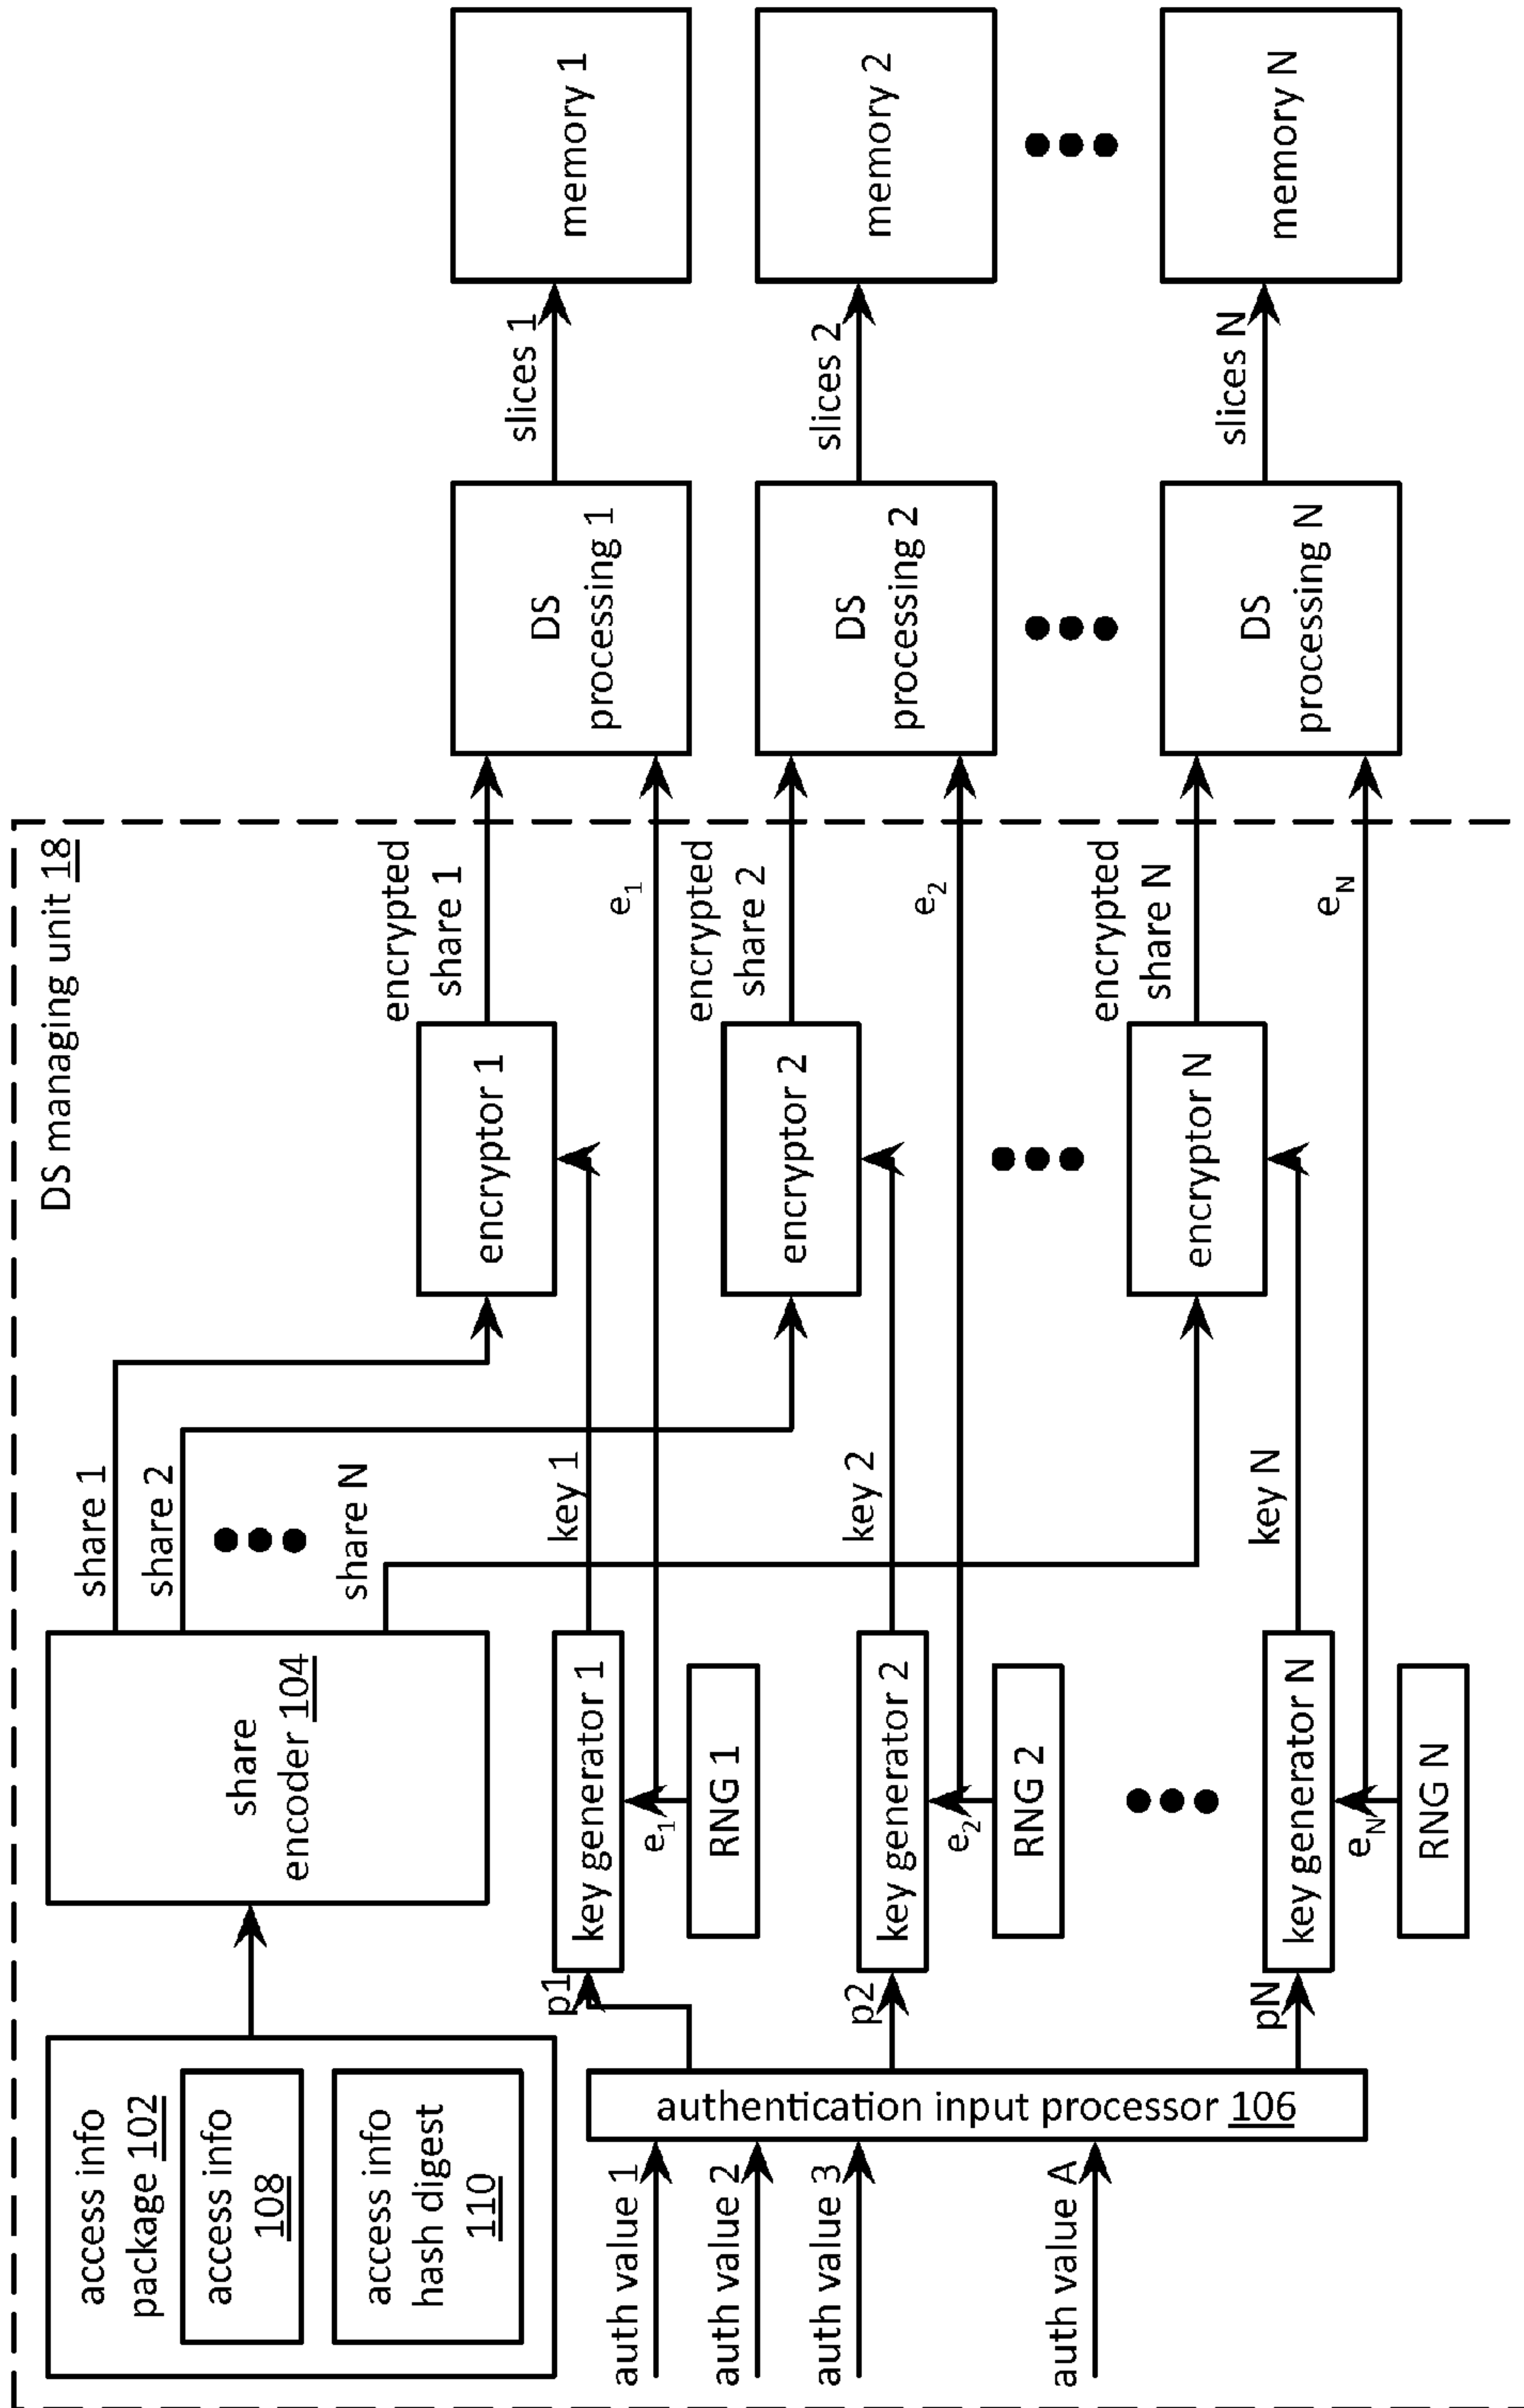 DS managing unit 18
access info
package 102
access info
108
access info
hash digest
110
share
encoder 104
share 1
share 2
share N
auth value 1
auth value 2
auth value 3
auth value A
authentication input processor 106
p1
key generator 1
e1
RNG 1
key 1
encryptor 1
encrypted
share 1
e1
DS
processing 1
slices 1
memory 1
p2
key generator 2
e2
RNG 2
key 2
encryptor 2
encrypted
share 2
e2
DS
processing 2
slices 2
memory 2
pN
key generator N
eN
RNG N
key N
encryptor N
encrypted
share N
eN
DS
processing N
slices N
memory N